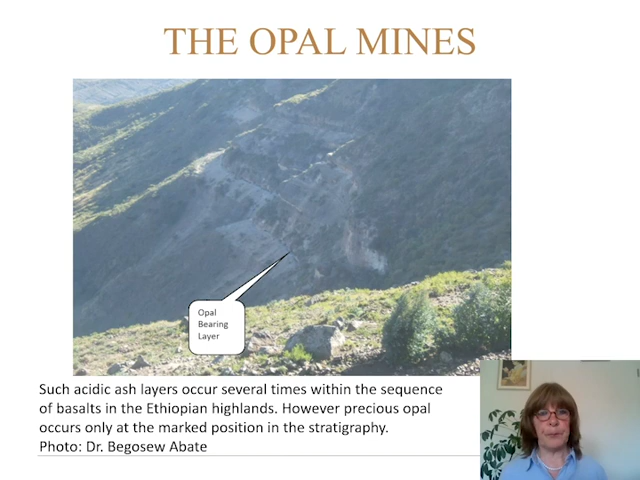 THE OPAL MINES
Opal
Bearing
Layer
Such acidic ash layers occur several times within the sequence
of basalts in the Ethiopian highlands. However precious opal
occurs only at the marked position in the stratigraphy.
Photo: Dr. Begosew Abate